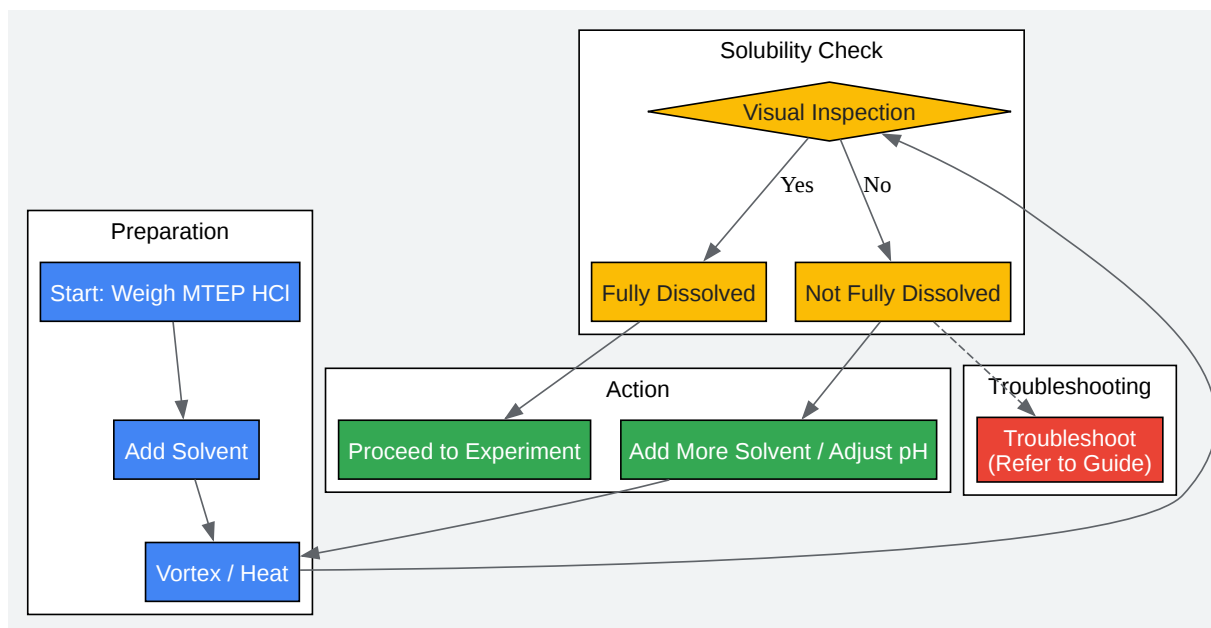 Solubility Check
Visual Inspection
Yes
No
Preparation
Start: Weigh MTEP HCl
Fully Dissolved
Not Fully Dissolved
Action
Troubleshooting
Add Solvent
Proceed to Experiment
Add More Solvent / Adjust pH
Troubleshoot
(Refer to Guide)
Vortex / Heat